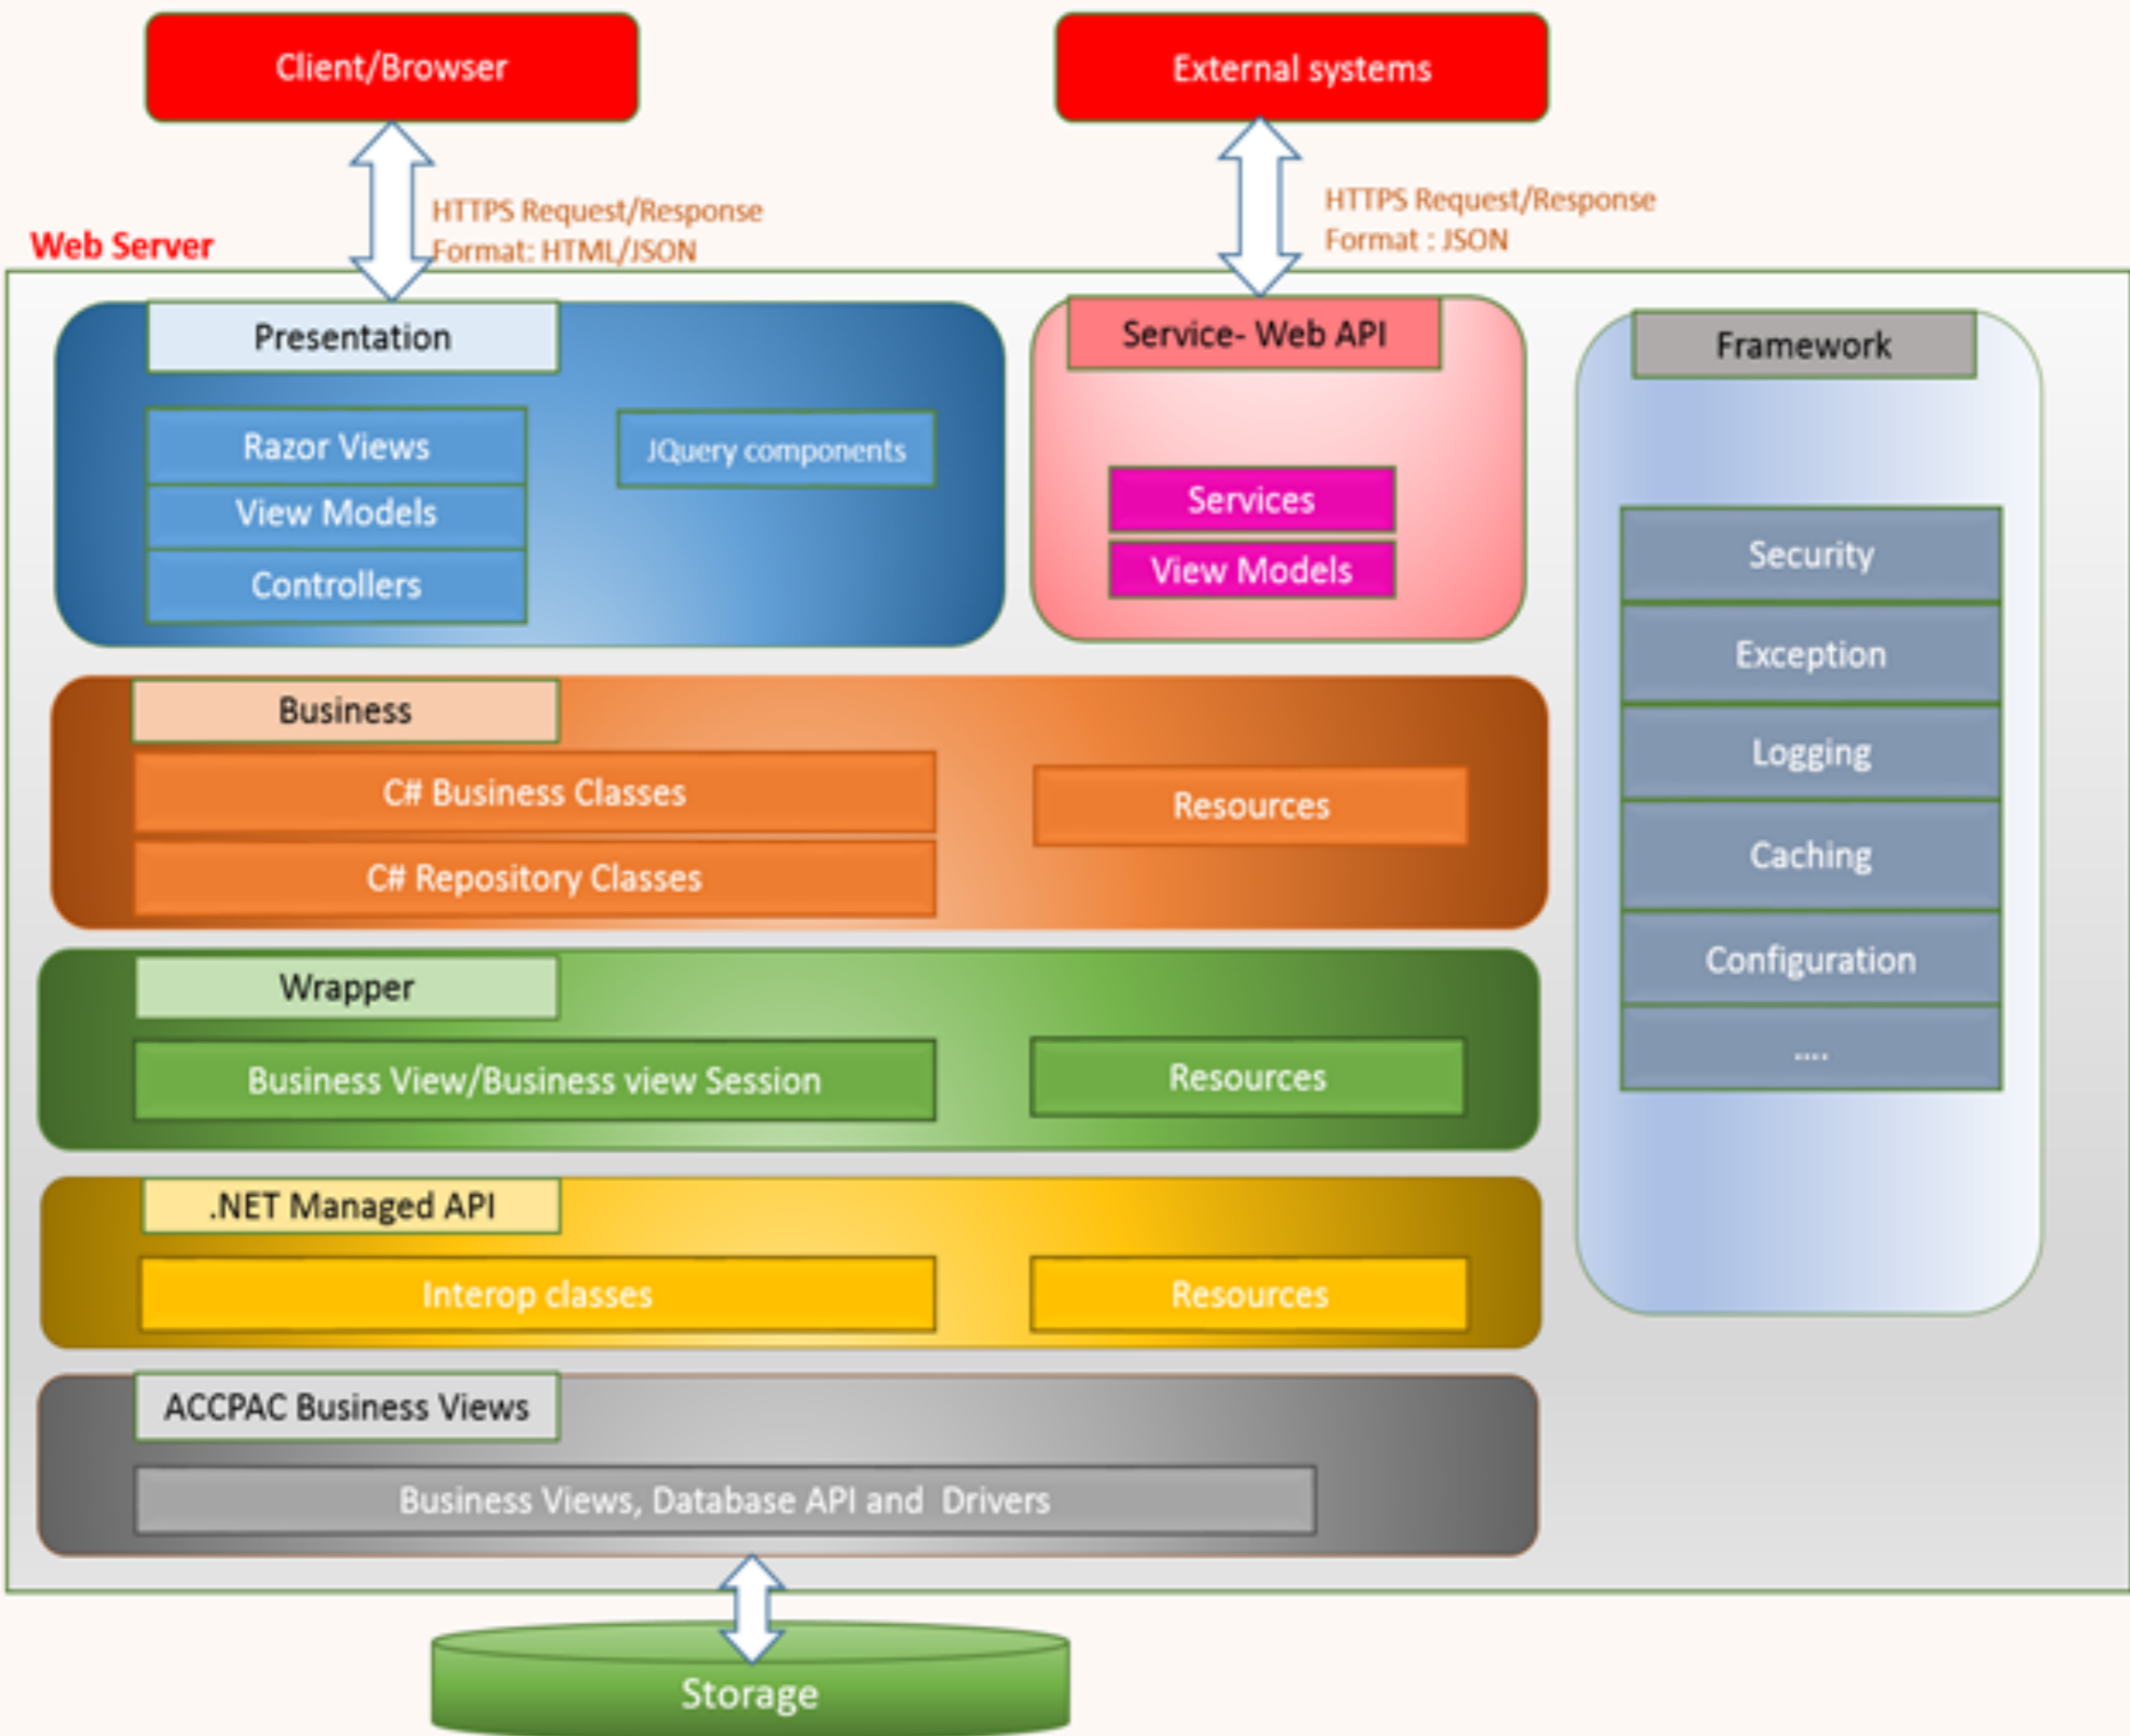 Client/Browser
External systems
HTTPS Request/Response
Format: HTML/JSON
HTTPS Request/Response
Format : JSON
Web Server
Presentation
Razor Views
View Models
Controllers
JQuery components
Service- Web API
Services
View Models
Framework
Security
Exception
Logging
Caching
Configuration
....
Business
C# Business Classes
C# Repository Classes
Resources
Wrapper
Business View/Business view Session
Resources
.NET Managed API
Interop classes
Resources
ACCPAC Business Views
Business Views, Database API and  Drivers
Storage